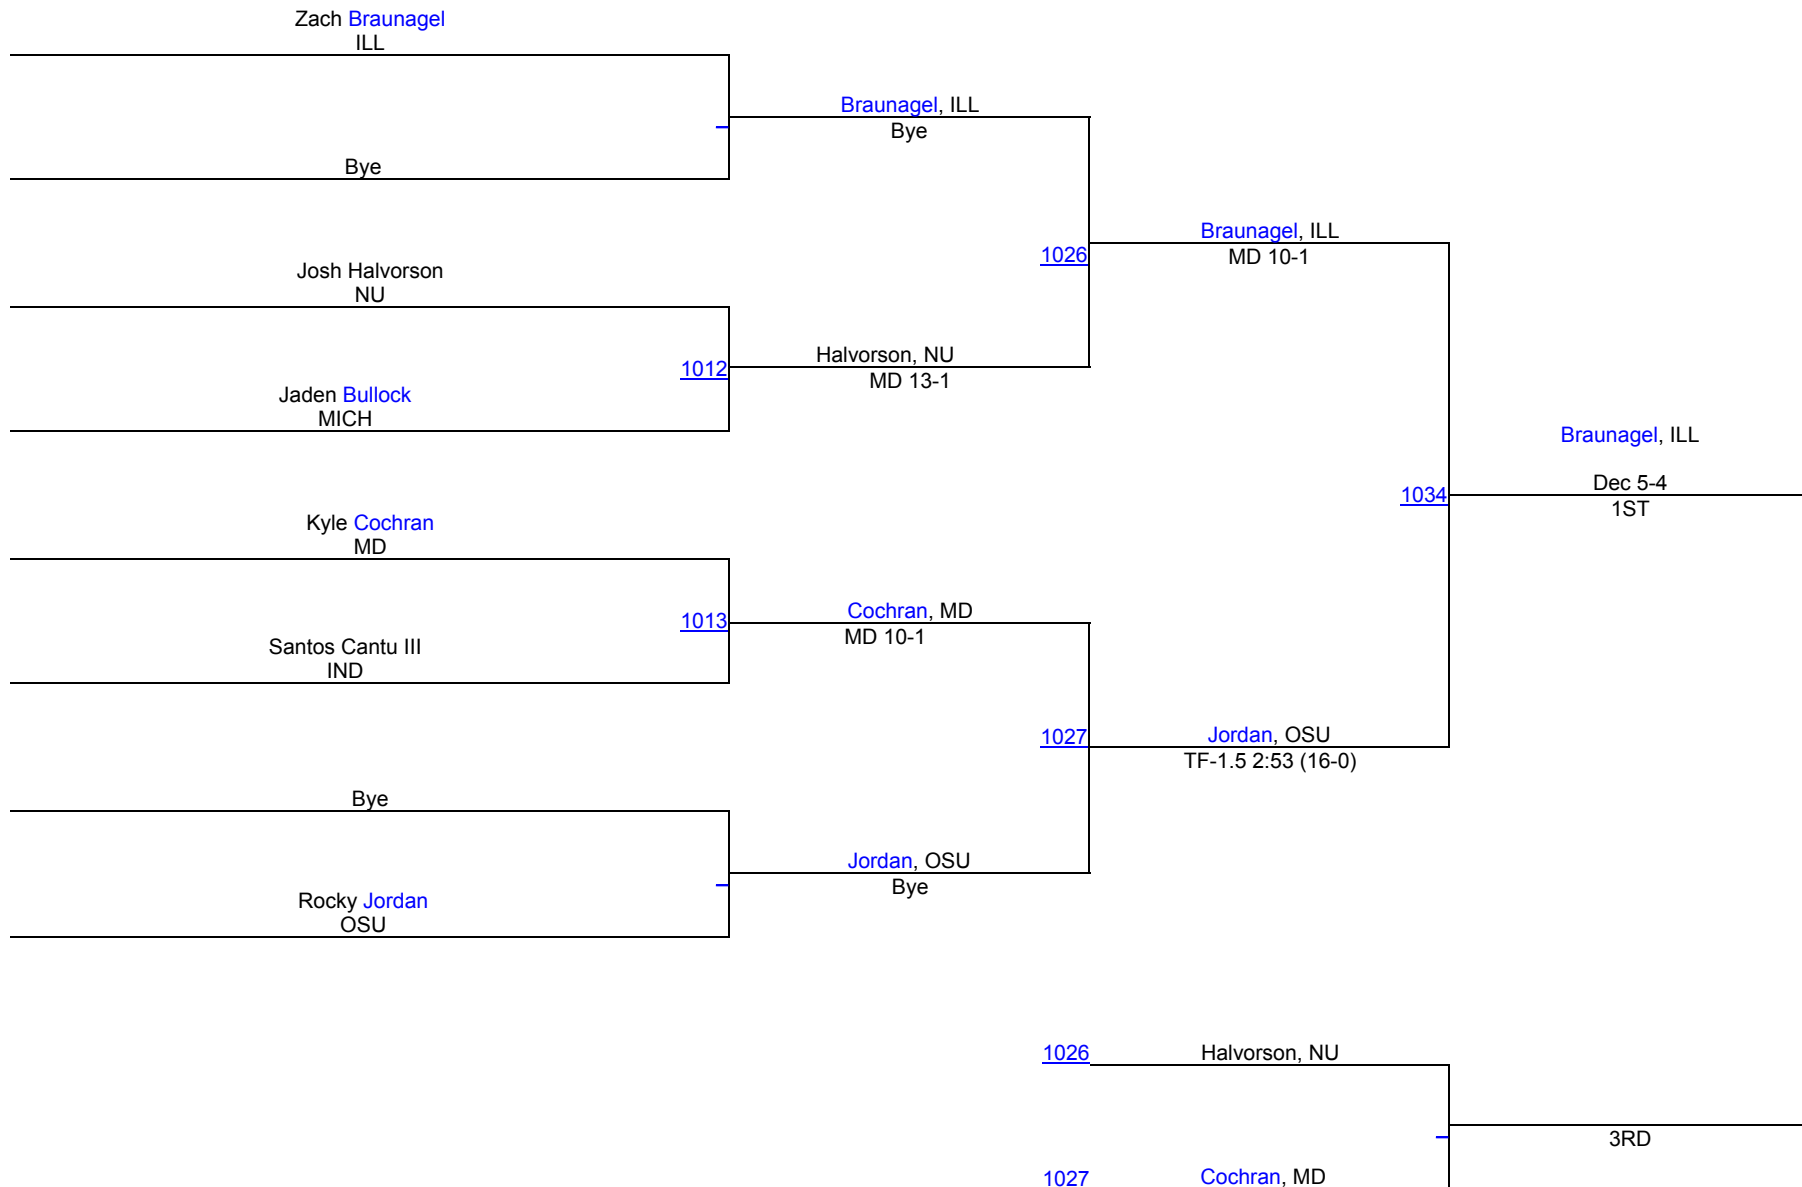 Zach Braunagel
ILL
Braunagel, ILL
Bye
Bye
Braunagel, ILL
MD 10-1
1026
Josh Halvorson
NU
Halvorson, NU
MD 13-1
1012
Jaden Bullock
MICH
Braunagel, ILL
Dec 5-4
1ST
1034
Kyle Cochran
MD
Cochran, MD
MD 10-1
1013
Santos Cantu III
IND
Jordan, OSU
TF-1.5 2:53 (16-0)
1027
Bye
Jordan, OSU
Bye
Rocky Jordan
OSU
1026
Halvorson, NU
3RD
1027
Cochran, MD